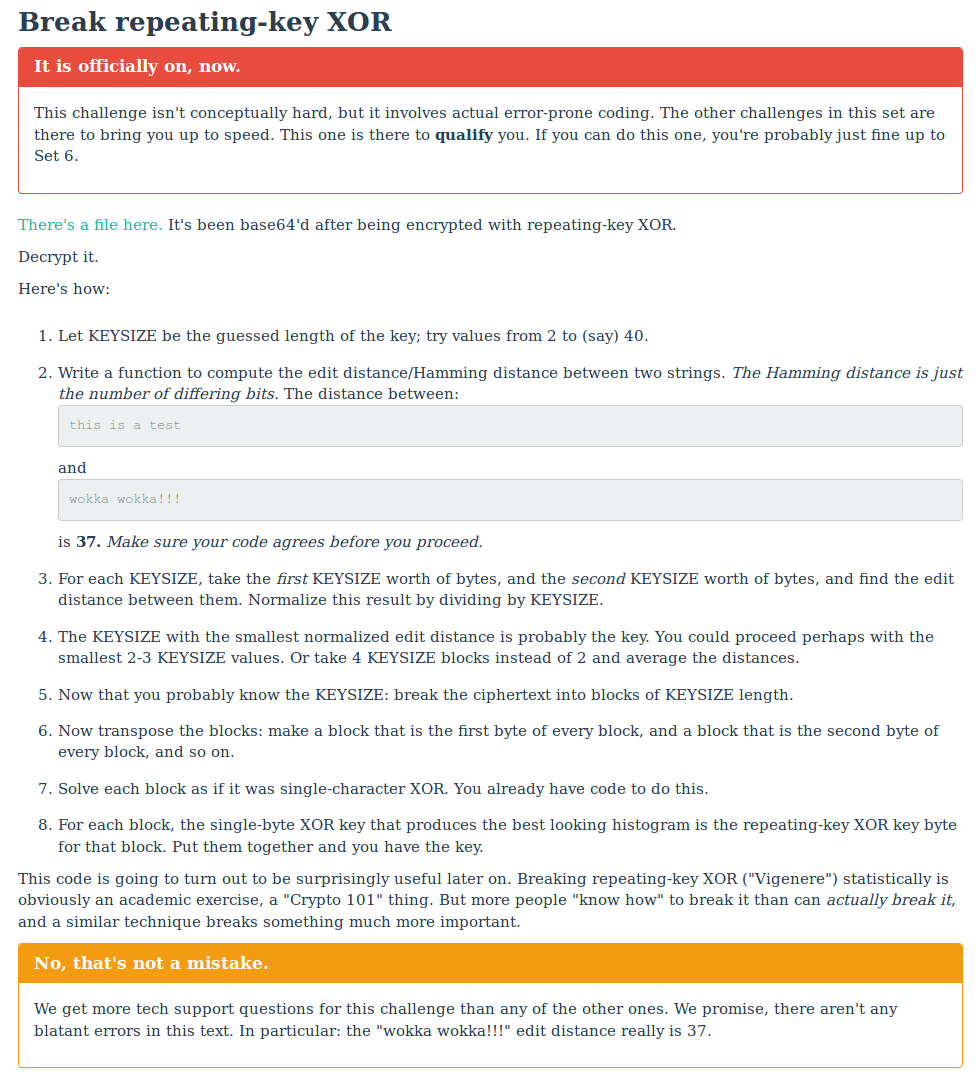 Break repeating-key XOR
It is officially on, now.
This challenge isn't conceptually hard, but it involves actual error-prone coding. The other challenges in this set are
there to bring you up to speed. This one is there to qualify you. If you can do this one, you're probably just fine up to
Set 6.
There's a file here. It's been base64'd after being encrypted with repeating-key XOR.
Decrypt it.
Here's how:
1. Let KEYSIZE be the guessed length of the key; try values from 2 to (say) 40.
2. Write a function to compute the edit distance/Hamming distance between two strings. The Hamming distance is just
the number of differing bits. The distance between:
this is a test
and
wokka wokka!!!
is 37. Make sure your code agrees before you proceed.
3. For each KEYSIZE, take the first KEYSIZE worth of bytes, and the second KEYSIZE worth of bytes, and find the edit
distance between them. Normalize this result by dividing by KEYSIZE.
4. The KEYSIZE with the smallest normalized edit distance is probably the key. You could proceed perhaps with the
smallest 2-3 KEYSIZE values. Or take 4 KEYSIZE blocks instead of 2 and average the distances.
5. Now that you probably know the KEYSIZE: break the ciphertext into blocks of KEYSIZE length.
6. Now transpose the blocks: make a block that is the first byte of every block, and a block that is the second byte of
every block, and so on.
7. Solve each block as if it was single-character XOR. You already have code to do this.
8. For each block, the single-byte XOR key that produces the best looking histogram is the repeating-key XOR key byte
for that block. Put them together and you have the key.
This code is going to turn out to be surprisingly useful later on. Breaking repeating-key XOR ("Vigenere") statistically is
obviously an academic exercise, a "Crypto 101" thing. But more people "know how" to break it than can actually break it,
and a similar technique breaks something much more important.
No, that's not a mistake.
We get more tech support questions for this challenge than any of the other ones. We promise, there aren't any
blatant errors in this text. In particular: the "wokka wokka!!!" edit distance really is 37.